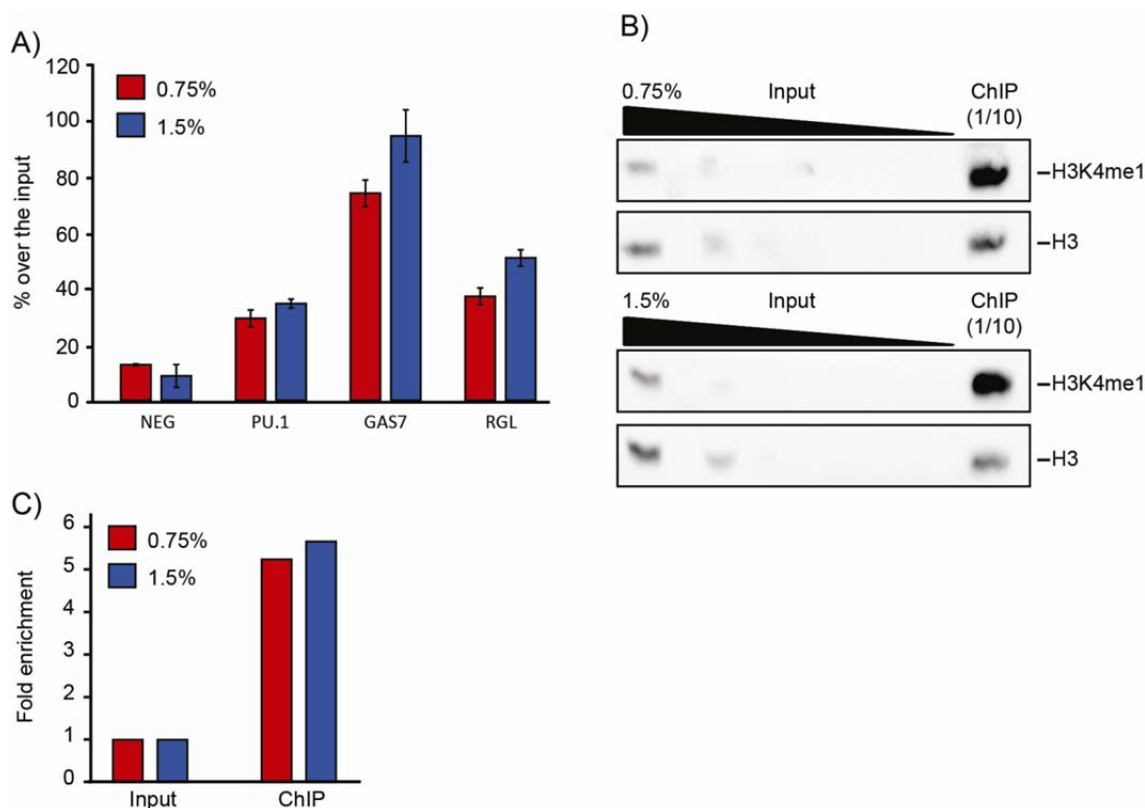 A)
120
100
80
60
40
20
0
% over the input
0.75%
1.5%
NEG PU.1 GAS7 RGL
B)
0.75% Input ChIP
(1/10)
–H3K4me1
–H3
1.5% Input ChIP
(1/10)
–H3K4me1
–H3
C)
6
5
4
3
2
1
0
Fold enrichment
0.75%
1.5%
Input ChIP